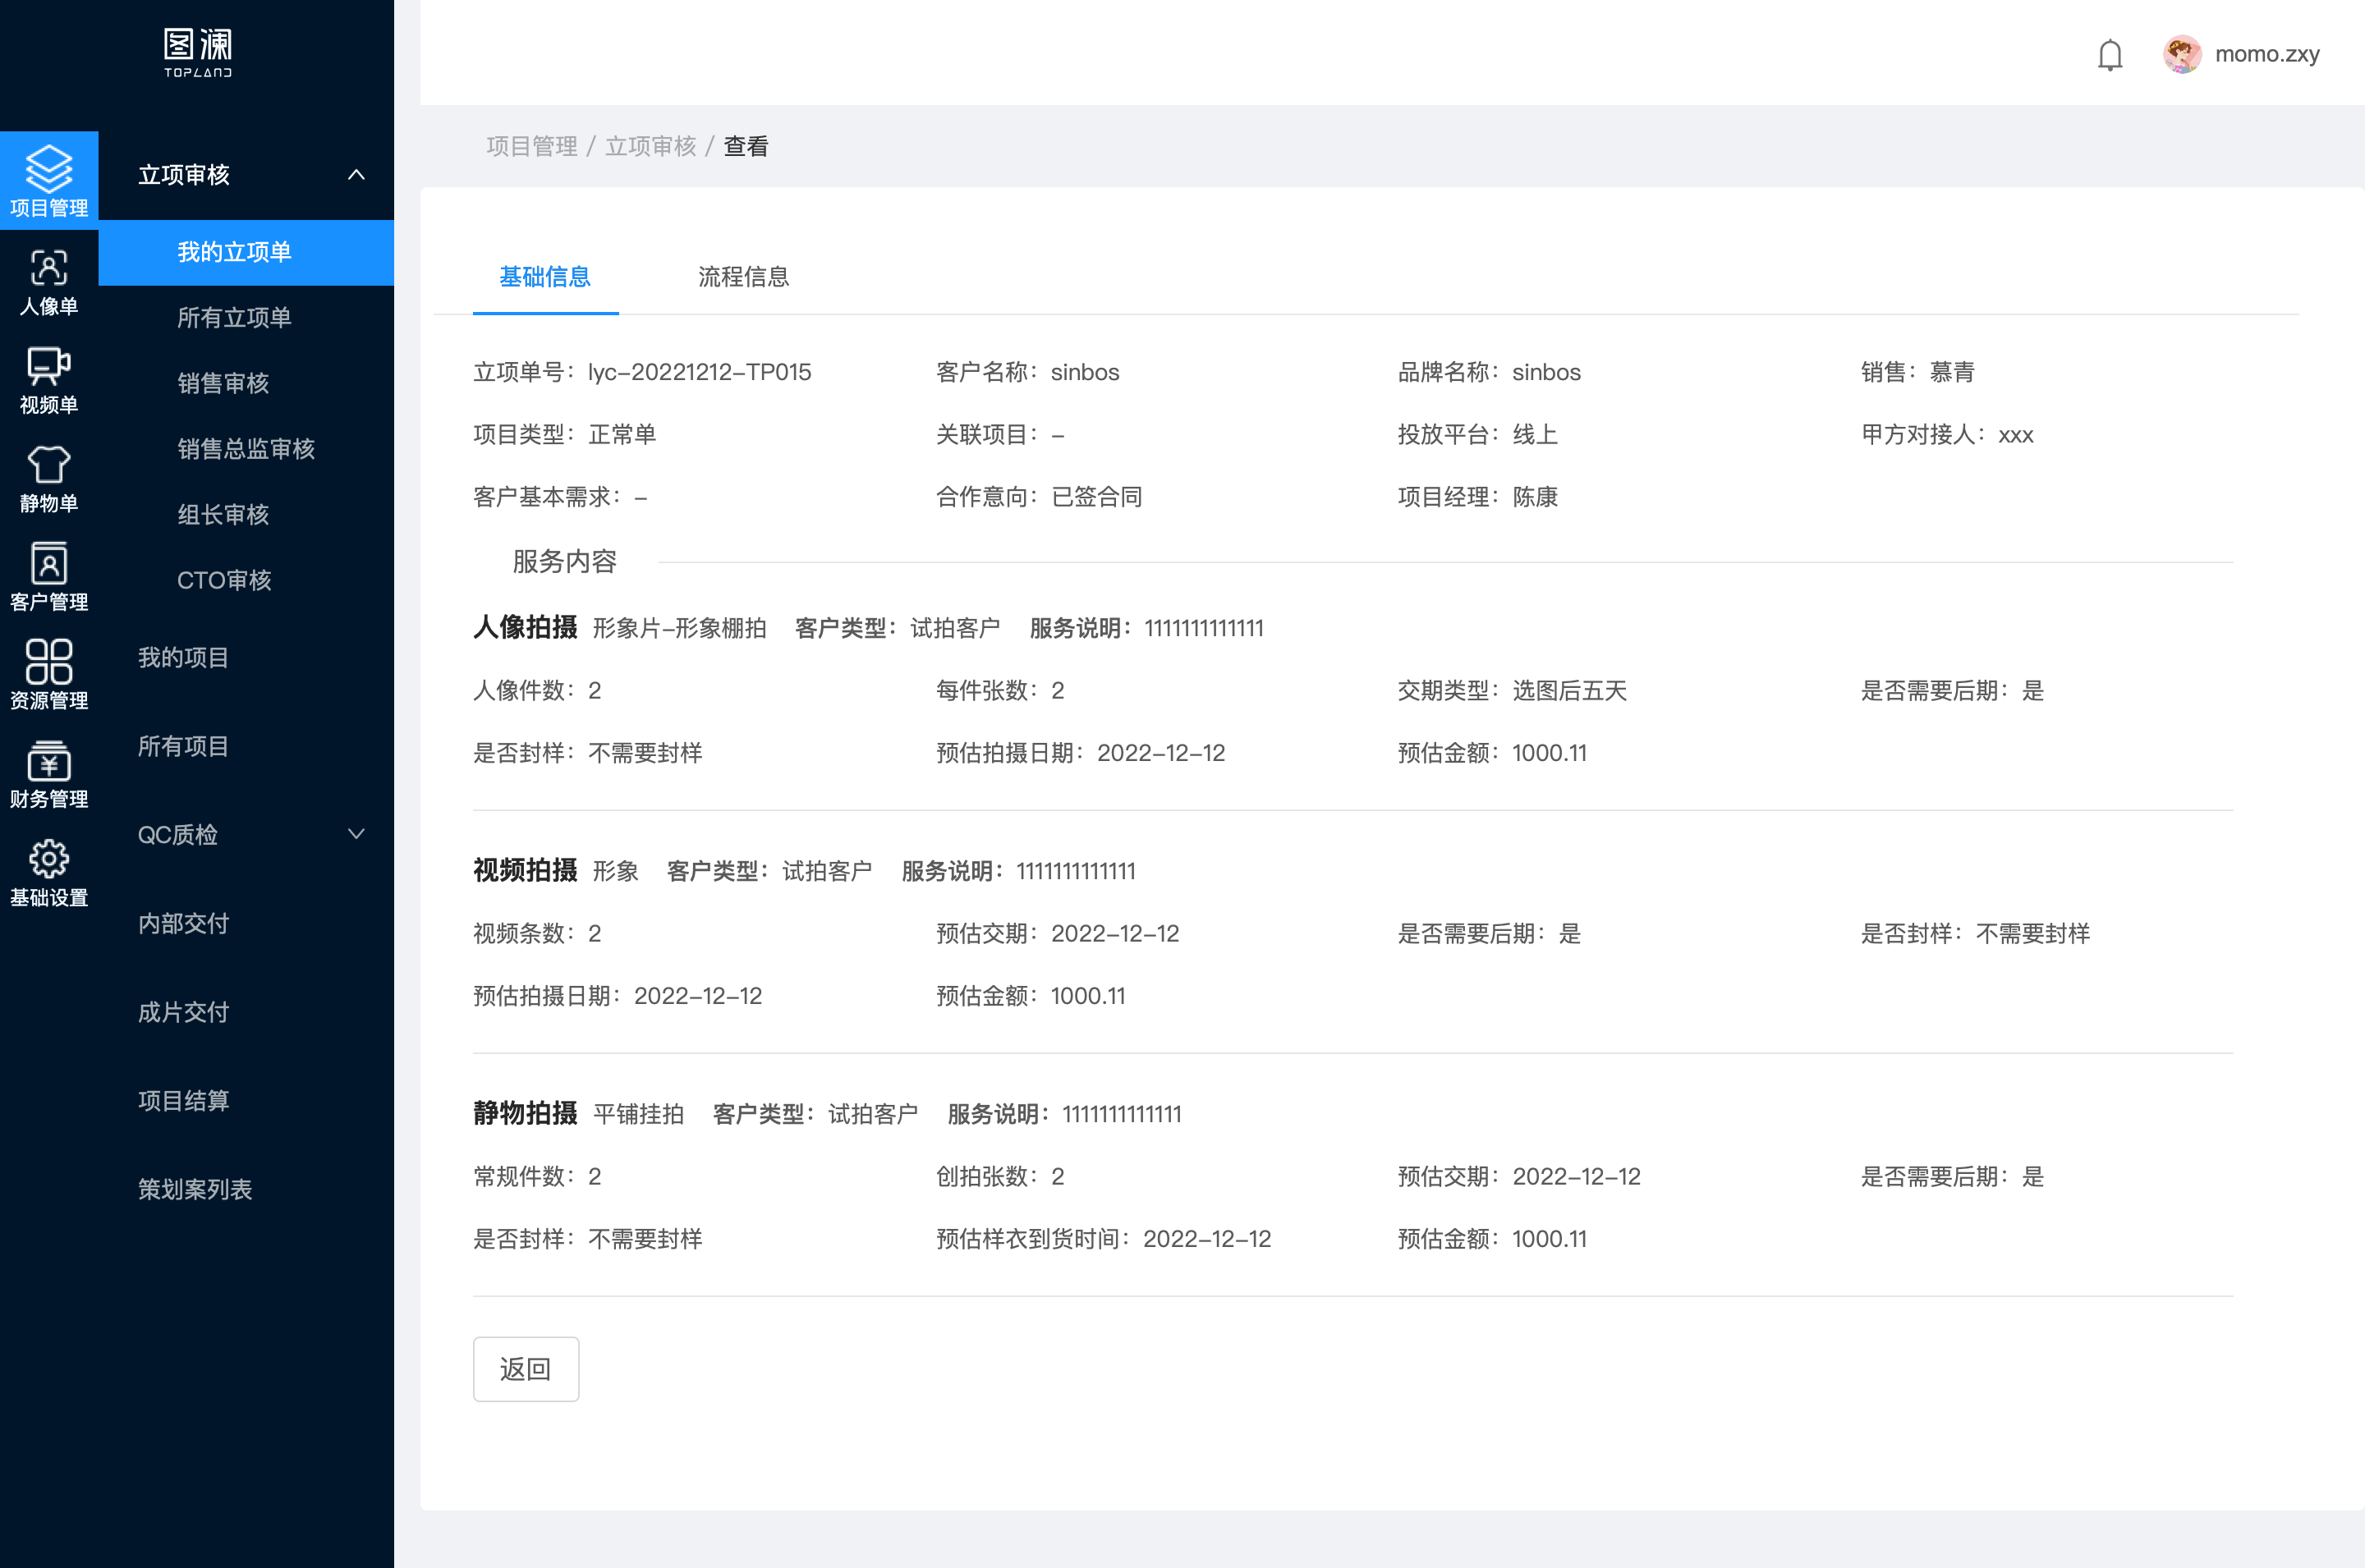 图澜
TOPLAND
momo.zxy
项目管理
人像单
视频单
静物单
客户管理
资源管理
财务管理
基础设置
立项审核
我的立项单
所有立项单
销售审核
销售总监审核
组长审核
CTO审核
我的项目
所有项目
QC质检
内部交付
成片交付
项目结算
策划案列表
项目管理 / 立项审核 / 查看
基础信息 流程信息
立项单号： lyc-20221212-TP015 客户名称： sinbos 品牌名称： sinbos 销售： 慕青
项目类型： 正常单 关联项目： - 投放平台： 线上 甲方对接人： xxx
客户基本需求： - 合作意向： 已签合同 项目经理： 陈康
服务内容
人像拍摄 形象片-形象棚拍 客户类型： 试拍客户 服务说明： 1111111111111
人像件数： 2 每件张数： 2 交期类型： 选图后五天 是否需要后期： 是
是否封样： 不需要封样 预估拍摄日期： 2022-12-12 预估金额： 1000.11
视频拍摄 形象 客户类型： 试拍客户 服务说明： 1111111111111
视频条数： 2 预估交期： 2022-12-12 是否需要后期： 是 是否封样： 不需要封样
预估拍摄日期： 2022-12-12 预估金额： 1000.11
静物拍摄 平铺挂拍 客户类型： 试拍客户 服务说明： 1111111111111
常规件数： 2 创拍张数： 2 预估交期： 2022-12-12 是否需要后期： 是
是否封样： 不需要封样 预估样衣到货时间： 2022-12-12 预估金额： 1000.11
返回